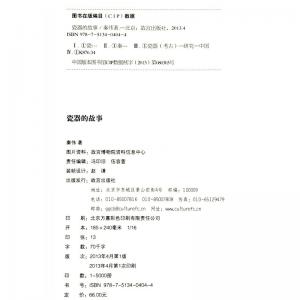 图书在版编目（CIP）数据
瓷器的故事 / 秦伟著.—北京：故宫出版社，2013.4
ISBN 978-7-5134-0404-4
Ⅰ.①瓷… Ⅱ.①秦… Ⅲ.①瓷器（考古）—研究—中国
Ⅳ.①K876.34
中国版本图书馆CIP数据核字（2013）第
瓷器的故事
秦伟 著
图片资料：故宫博物院资料信息中心
责任编辑：冯印淙 伍容萱
装帧设计：赵 谦
出版发行：故宫出版社
地址：北京市东城区景山前街4号 邮编：100009
电话：010-85007808 010-85007816 传真：010-65129479
网址：www.culturefc.cn
邮箱：ggcb@culturefc.cn
印 刷：北京方嘉彩色印刷有限责任公司
开 本：185×240毫米 1/16
印 张：13
字 数：70千字
版 次：2013年4月第1版
2013年4月第1次印刷
印 数：1~5000册
书 号：ISBN 978-7-5134-0404-4
定 价：66.00元